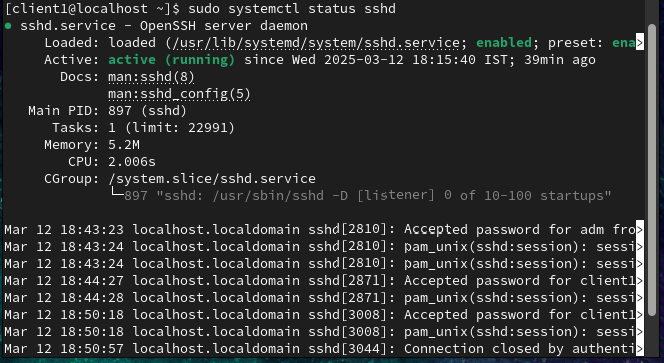 [client1@localhost ~]$ sudo systemctl status sshd
● sshd.service - OpenSSH server daemon
Loaded: loaded (/usr/lib/systemd/system/sshd.service; enabled; preset: ena>
Active: active (running) since Wed 2025-03-12 18:15:40 IST; 39min ago
Docs: man:sshd(8)
man:sshd_config(5)
Main PID: 897 (sshd)
Tasks: 1 (limit: 22991)
Memory: 5.2M
CPU: 2.006s
CGroup: /system.slice/sshd.service
└─897 "sshd: /usr/sbin/sshd -D [listener] 0 of 10-100 startups"
Mar 12 18:43:23 localhost.localdomain sshd[2810]: Accepted password for adm fro>
Mar 12 18:43:24 localhost.localdomain sshd[2810]: pam_unix(sshd:session): sessi>
Mar 12 18:43:24 localhost.localdomain sshd[2810]: pam_unix(sshd:session): sessi>
Mar 12 18:44:27 localhost.localdomain sshd[2871]: Accepted password for client1>
Mar 12 18:44:28 localhost.localdomain sshd[2871]: pam_unix(sshd:session): sessi>
Mar 12 18:50:18 localhost.localdomain sshd[3008]: Accepted password for client1>
Mar 12 18:50:18 localhost.localdomain sshd[3008]: pam_unix(sshd:session): sessi>
Mar 12 18:50:57 localhost.localdomain sshd[3044]: Connection closed by authenti>